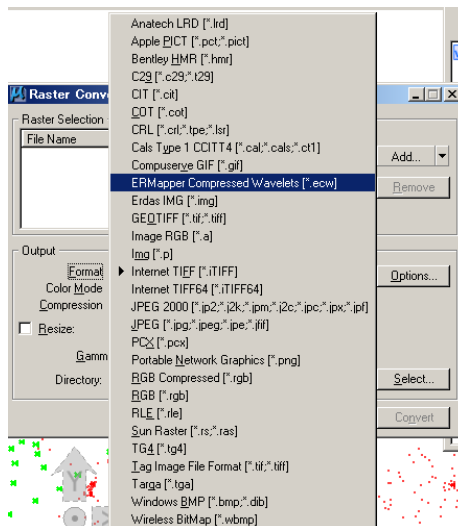 Anatech LRD [*.lrd]
Apple PICT [*.pct;*.pict]
Bentley HMR [*.hmr]
C29 [*.c29;*.t29]
CIT [*.cit]
COT [*.cot]
CRL [*.crl;*.tpe;*.lsr]
Cals Type 1 CCITT4 [*.cal;*.cals;*.ct1]
Compuserve GIF [*.gif]
ERMapper Compressed Wavelets [*.ecw]
Erdas IMG [*.img]
GEOTIFF [*.tif;*.tiff]
Image RGB [*.a]
Img [*.p]
Internet TIFF [*.iTIFF]
Internet TIFF64 [*.iTIFF64]
JPEG 2000 [*.jp2;*.j2k;*.jpm;*.j2c;*.jpc;*.jpx;*.jpf]
JPEG [*.jpg;*.jpeg;*.jpe;*.jfif]
PCX [*.pcx]
Portable Network Graphics [*.png]
RGB Compressed [*.rgb]
RGB [*.rgb]
RLE [*.rle]
Sun Raster [*.rs;*.ras]
TG4 [*.tg4]
Tag Image File Format [*.tif;*.tiff]
Targa [*.tga]
Windows BMP [*.bmp;*.dib]
Wireless BitMap [*.wbmp]
Raster Conv
Raster Selection
File Name
Add...
Remove
Output
Format
Options...
Color Mode
Compression
Resize:
Gamm
Directory:
Select...
Convert
Y
X